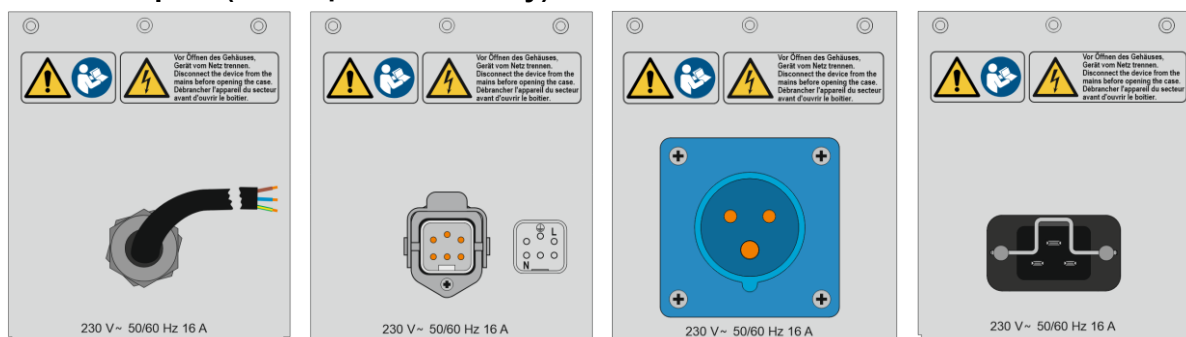 Vor Öffnen des Gehäuses,
Gerät vom Netz trennen.
Disconnect the device from the
mains before opening the case.
Débrancher l'appareil du secteur
avant d'ouvrir le boîtier.
230 V~ 50/60 Hz 16 A
Vor Öffnen des Gehäuses,
Gerät vom Netz trennen.
Disconnect the device from the
mains before opening the case.
Débrancher l'appareil du secteur
avant d'ouvrir le boîtier.
L
N
230 V~ 50/60 Hz 16 A
Vor Öffnen des Gehäuses,
Gerät vom Netz trennen.
Disconnect the device from the
mains before opening the case.
Débrancher l'appareil du secteur
avant d'ouvrir le boîtier.
230 V~ 50/60 Hz 16 A
Vor Öffnen des Gehäuses,
Gerät vom Netz trennen.
Disconnect the device from the
mains before opening the case.
Débrancher l'appareil du secteur
avant d'ouvrir le boîtier.
230 V~ 50/60 Hz 16 A